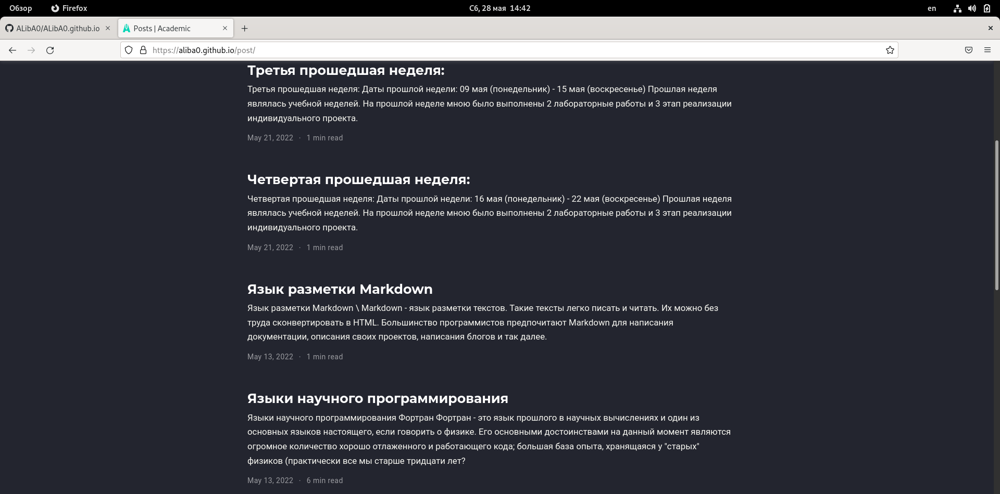 Обзор Firefox Сб, 28 мая 14:42 en
ALibA0/ALibA0.github.io Posts | Academic
https://aliba0.github.io/post/
Третья прошедшая неделя:
Третья прошедшая неделя: Даты прошлой недели: 09 мая (понедельник) - 15 мая (воскресенье) Прошлая неделя
являлась учебной неделей. На прошлой неделе мною было выполнены 2 лабораторные работы и 3 этап реализации
индивидуального проекта.
May 21, 2022 · 1 min read
Четвертая прошедшая неделя:
Четвертая прошедшая неделя: Даты прошлой недели: 16 мая (понедельник) - 22 мая (воскресенье) Прошлая неделя
являлась учебной неделей. На прошлой неделе мною было выполнены 2 лабораторные работы и 3 этап реализации
индивидуального проекта.
May 21, 2022 · 1 min read
Язык разметки Markdown
Язык разметки Markdown \ Markdown - язык разметки текстов. Такие тексты легко писать и читать. Их можно без
труда сконвертировать в HTML. Большинство программистов предпочитают Markdown для написания
документации, описания своих проектов, написания блогов и так далее.
May 13, 2022 · 1 min read
Языки научного программирования
Языки научного программирования Фортран Фортран - это язык прошлого в научных вычислениях и один из
основных языков настоящего, если говорить о физике. Его основными достоинствами на данный момент являются
огромное количество хорошо отлаженного и работающего кода; большая база опыта, хранящаяся у "старых"
физиков (практически все мы старше тридцати лет?
May 13, 2022 · 6 min read